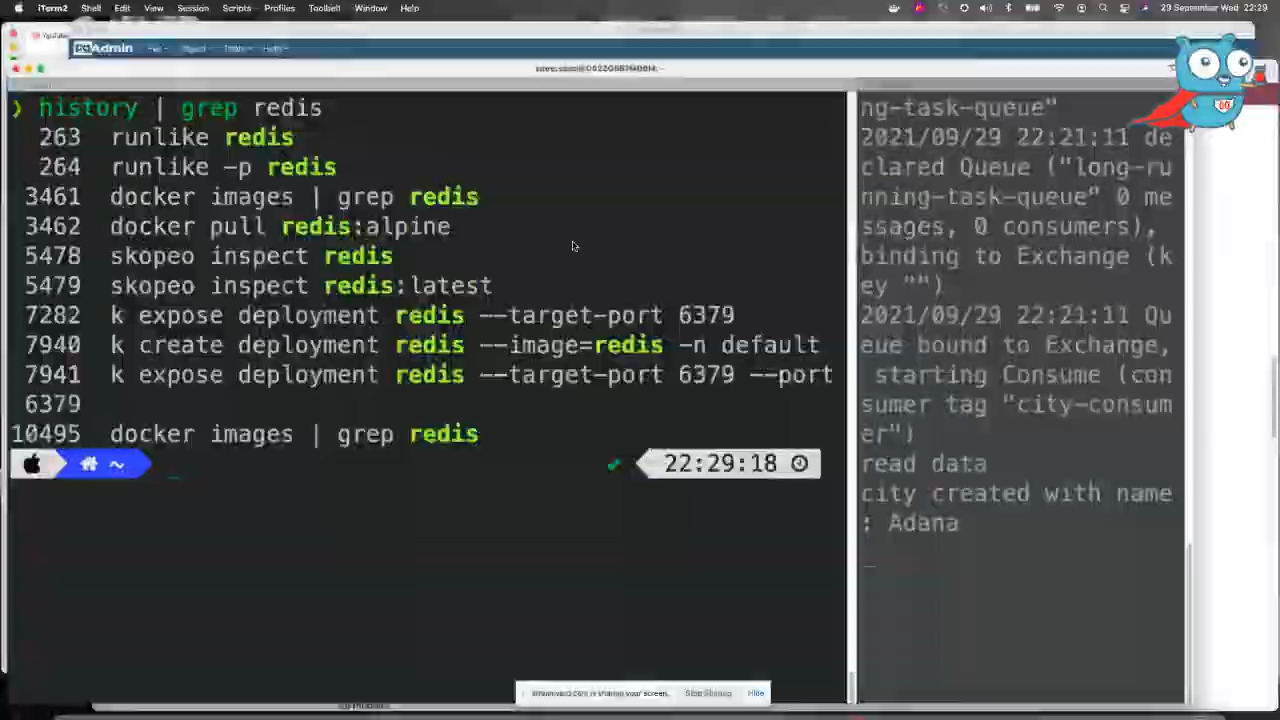 iTerm2 Shell Edit View Session Scripts Profiles Toolbelt Window Help
29 September Wed 22:29
Admin
❯ history | grep redis
263 runlike redis
264 runlike -p redis
3461 docker images | grep redis
3462 docker pull redis:alpine
5478 skopeo inspect redis
5479 skopeo inspect redis:latest
7282 k expose deployment redis --target-port 6379
7940 k create deployment redis --image=redis -n default
7941 k expose deployment redis --target-port 6379 --port
6379
10495 docker images | grep redis
~
22:29:18
ng-task-queue"
2021/09/29 22:21:11 de
clared Queue ("long-ru
nning-task-queue" 0 me
ssages, 0 consumers),
binding to Exchange (k
ey "")
2021/09/29 22:21:11 Qu
eue bound to Exchange,
starting Consume (con
sumer tag "city-consum
er")
read data
city created with name
: Adana
is sharing your screen.
Stop Sharing
Hide